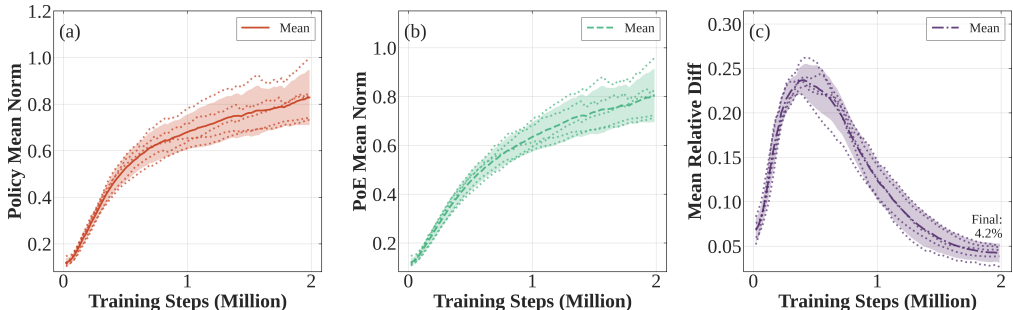 (a)
Mean
Policy Mean Norm
1.2
1.0
0.8
0.6
0.4
0.2
0
1
2
Training Steps (Million)
(b)
Mean
PoE Mean Norm
1.0
0.8
0.6
0.4
0.2
0
1
2
Training Steps (Million)
(c)
Mean
Mean Relative Diff
0.30
0.25
0.20
0.15
0.10
0.05
Final:
4.2%
0
1
2
Training Steps (Million)